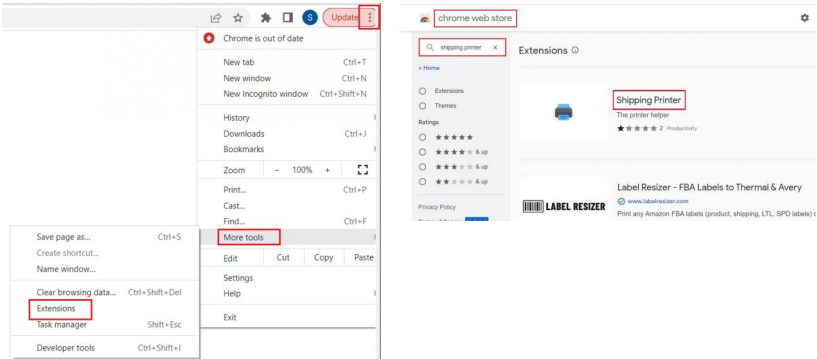 S
Update
Chrome is out of date
New tab Ctrl+T
New window Ctrl+N
New Incognito window Ctrl+Shift+N
History
Downloads Ctrl+J
Bookmarks
Zoom - 100% +
Print... Ctrl+P
Cast...
Find... Ctrl+F
More tools
Edit Cut Copy Paste
Settings
Help
Exit
Save page as... Ctrl+S
Create shortcut...
Name window...
Clear browsing data... Ctrl+Shift+Del
Extensions
Task manager Shift+Esc
Developer tools Ctrl+Shift+I
chrome web store
shipping printer x
« Home
Extensions
Themes
Ratings
& up
& up
& up
Privacy Policy
Extensions
Shipping Printer
The printer helper
2 Productivity
LABEL RESIZER
Label Resizer - FBA Labels to Thermal & Avery
www.labelresizer.com
Print any Amazon FBA labels (product, shipping, LTL, SPD labels)